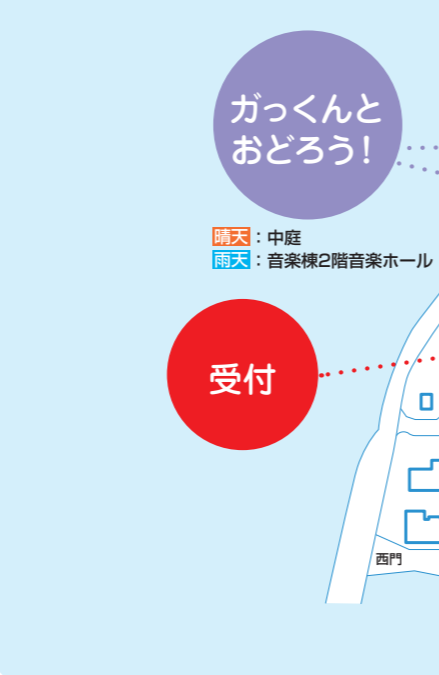 ガっくんと
おどろう！
晴天：中庭
雨天：音楽棟2階音楽ホール
受付
西門